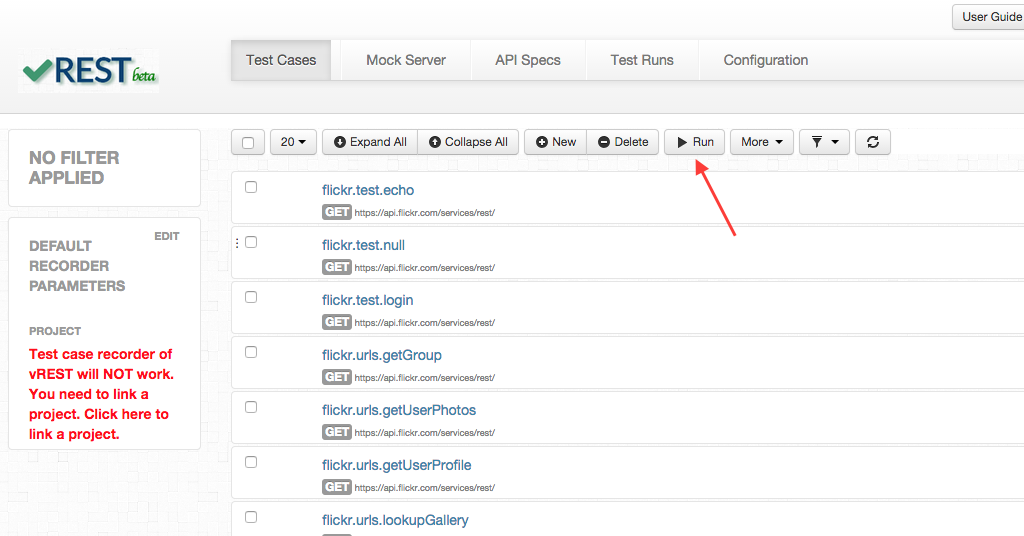 User Guide
vREST beta
Test Cases Mock Server API Specs Test Runs Configuration
20 Expand All Collapse All New Delete Run More
NO FILTER
APPLIED
EDIT
DEFAULT
RECORDER
PARAMETERS
PROJECT
Test case recorder of
vREST will NOT work.
You need to link a
project. Click here to
link a project.
flickr.test.echo
GET https://api.flickr.com/services/rest/
flickr.test.null
GET https://api.flickr.com/services/rest/
flickr.test.login
GET https://api.flickr.com/services/rest/
flickr.urls.getGroup
GET https://api.flickr.com/services/rest/
flickr.urls.getUserPhotos
GET https://api.flickr.com/services/rest/
flickr.urls.getUserProfile
GET https://api.flickr.com/services/rest/
flickr.urls.lookupGallery